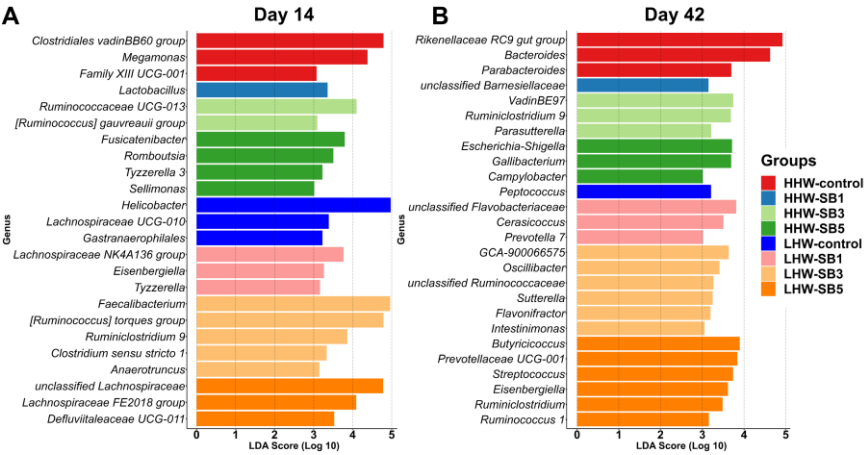 A
Day 14
Clostridiales vadinBB60 group
Megamonas
Family XIII UCG-001
Lactobacillus
Ruminococcaceae UCG-013
[Ruminococcus] gauvreauii group
Fusicatenibacter
Romboutsia
Tyzzerella 3
Sellimonas
Helicobacter
Lachnospiraceae UCG-010
Gastranaerophilales
Lachnospiraceae NK4A136 group
Eisenbergiella
Tyzzerella
Faecalibacterium
[Ruminococcus] torques group
Ruminiclostridium 9
Clostridium sensu stricto 1
Anaerotruncus
unclassified Lachnospiraceae
Lachnospiraceae FE2018 group
Defluviitaleaceae UCG-011
Genus
0 1 2 3 4 5
LDA Score (Log 10)
B
Day 42
Rikenellaceae RC9 gut group
Bacteroides
Parabacteroides
unclassified Barnesiellaceae
VadinBE97
Ruminiclostridium 9
Parasutterella
Escherichia-Shigella
Gallibacterium
Campylobacter
Peptococcus
unclassified Flavobacteriaceae
Cerasicoccus
Prevotella 7
GCA-900066575
Oscillibacter
unclassified Ruminococcaceae
Sutterella
Flavonifractor
Intestinimonas
Butyricicoccus
Prevotellaceae UCG-001
Streptococcus
Eisenbergiella
Ruminiclostridium
Ruminococcus 1
Genus
0 1 2 3 4 5
LDA Score (Log 10)
Groups
HHW-control
HHW-SB1
HHW-SB3
HHW-SB5
LHW-control
LHW-SB1
LHW-SB3
LHW-SB5